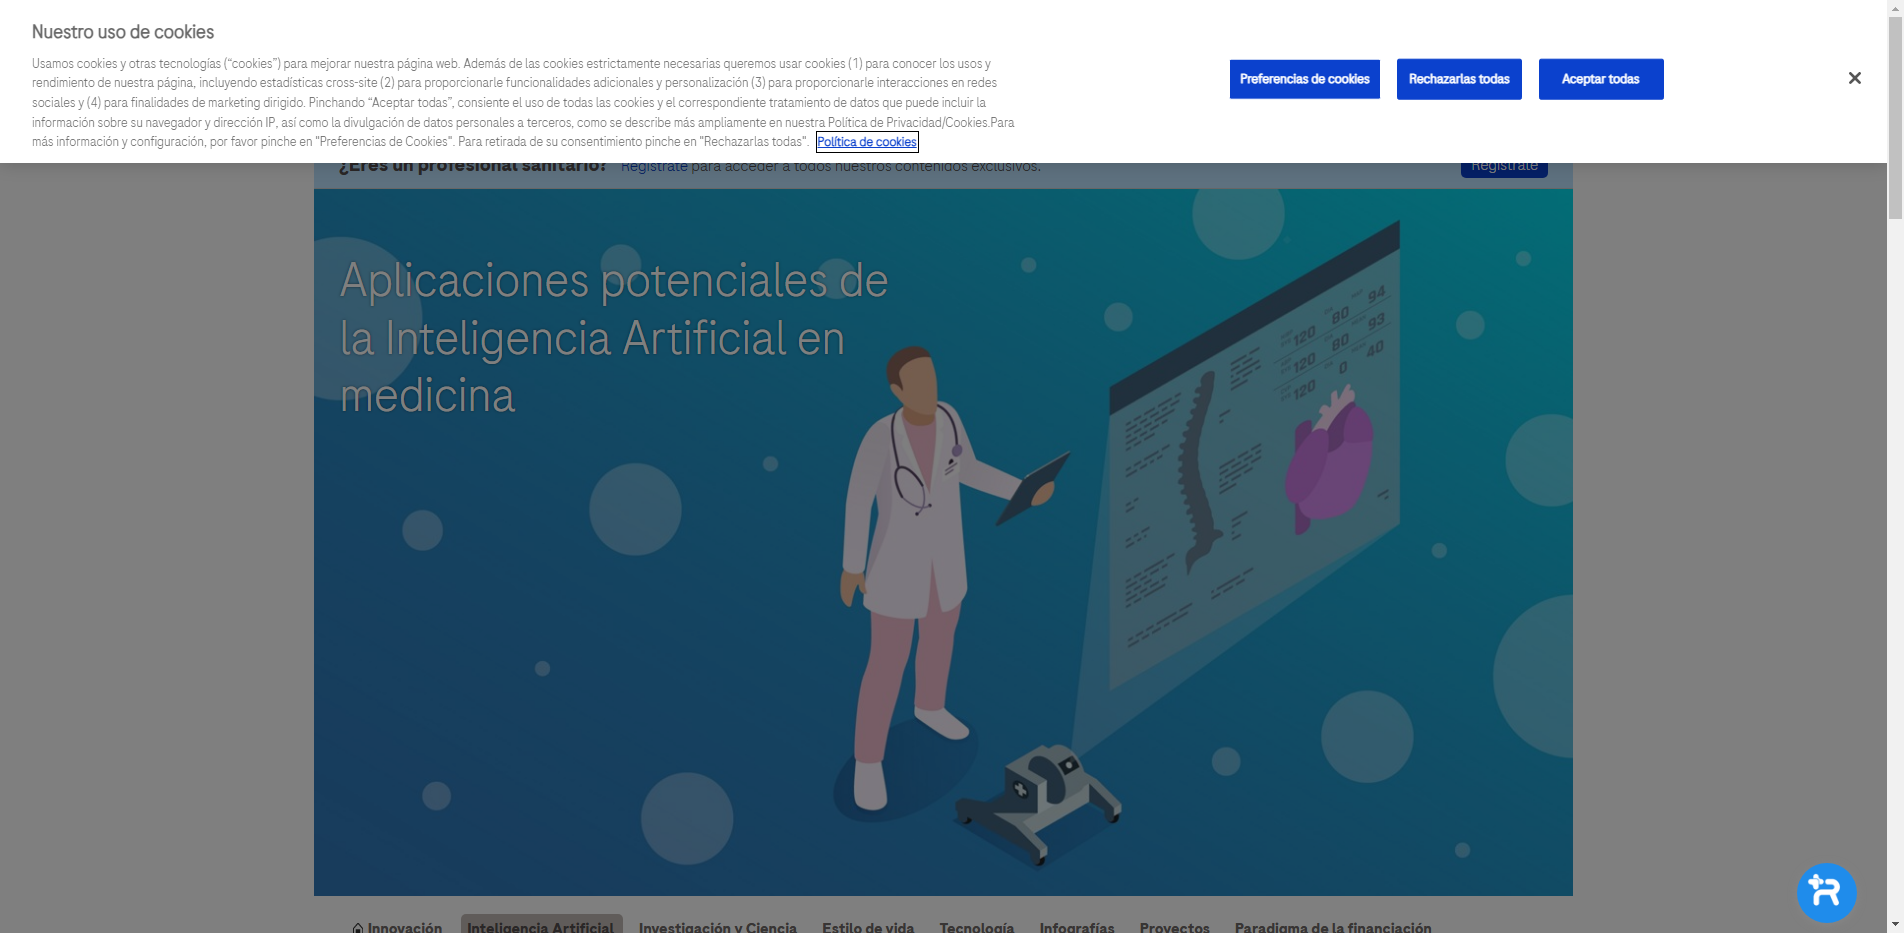 Nuestro uso de cookies
Usamos cookies y otras tecnologías (“cookies”) para mejorar nuestra página web. Además de las cookies estrictamente necesarias queremos usar cookies (1) para conocer los usos y
rendimiento de nuestra página, incluyendo estadísticas cross-site (2) para proporcionarle funcionalidades adicionales y personalización (3) para proporcionarle interacciones en redes
sociales y (4) para finalidades de marketing dirigido. Pinchando “Aceptar todas”, consiente el uso de todas las cookies y el correspondiente tratamiento de datos que puede incluir la
información sobre su navegador y dirección IP, así como la divulgación de datos personales a terceros, como se describe más ampliamente en nuestra Política de Privacidad/Cookies.Para
más información y configuración, por favor pinche en "Preferencias de Cookies". Para retirada de su consentimiento pinche en "Rechazarlas todas". Política de cookies
Preferencias de cookies
Rechazarlas todas
Aceptar todas
¿Eres un profesional sanitario? Regístrate para acceder a todos nuestros contenidos exclusivos.
Regístrate
Aplicaciones potenciales de
la Inteligencia Artificial en
medicina
120 80 94
120 80 93
120 0 40
Innovación Inteligencia Artificial Investigación y Ciencia Estilo de vida Tecnología Infografías Proyectos Paradigma de la financiación